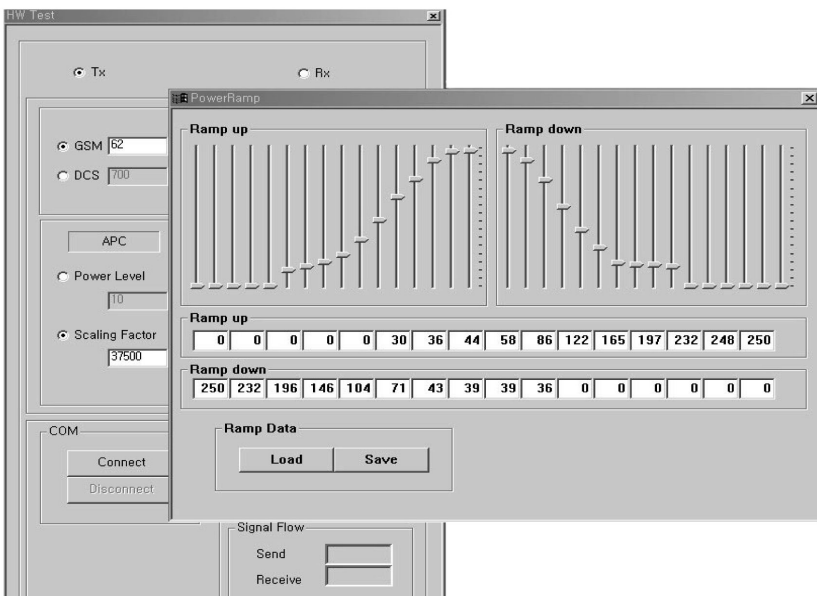 HW Test
Tx Rx
GSM 62
DCS 700
APC
Power Level
10
Scaling Factor
37500
COM
Connect
Disconnect
PowerRamp
Ramp up Ramp down
Ramp up
0 0 0 0 0 30 36 44 58 86 122 165 197 232 248 250
Ramp down
250 232 196 146 104 71 43 39 39 36 0 0 0 0 0 0
Ramp Data
Load Save
Signal Flow
Send
Receive